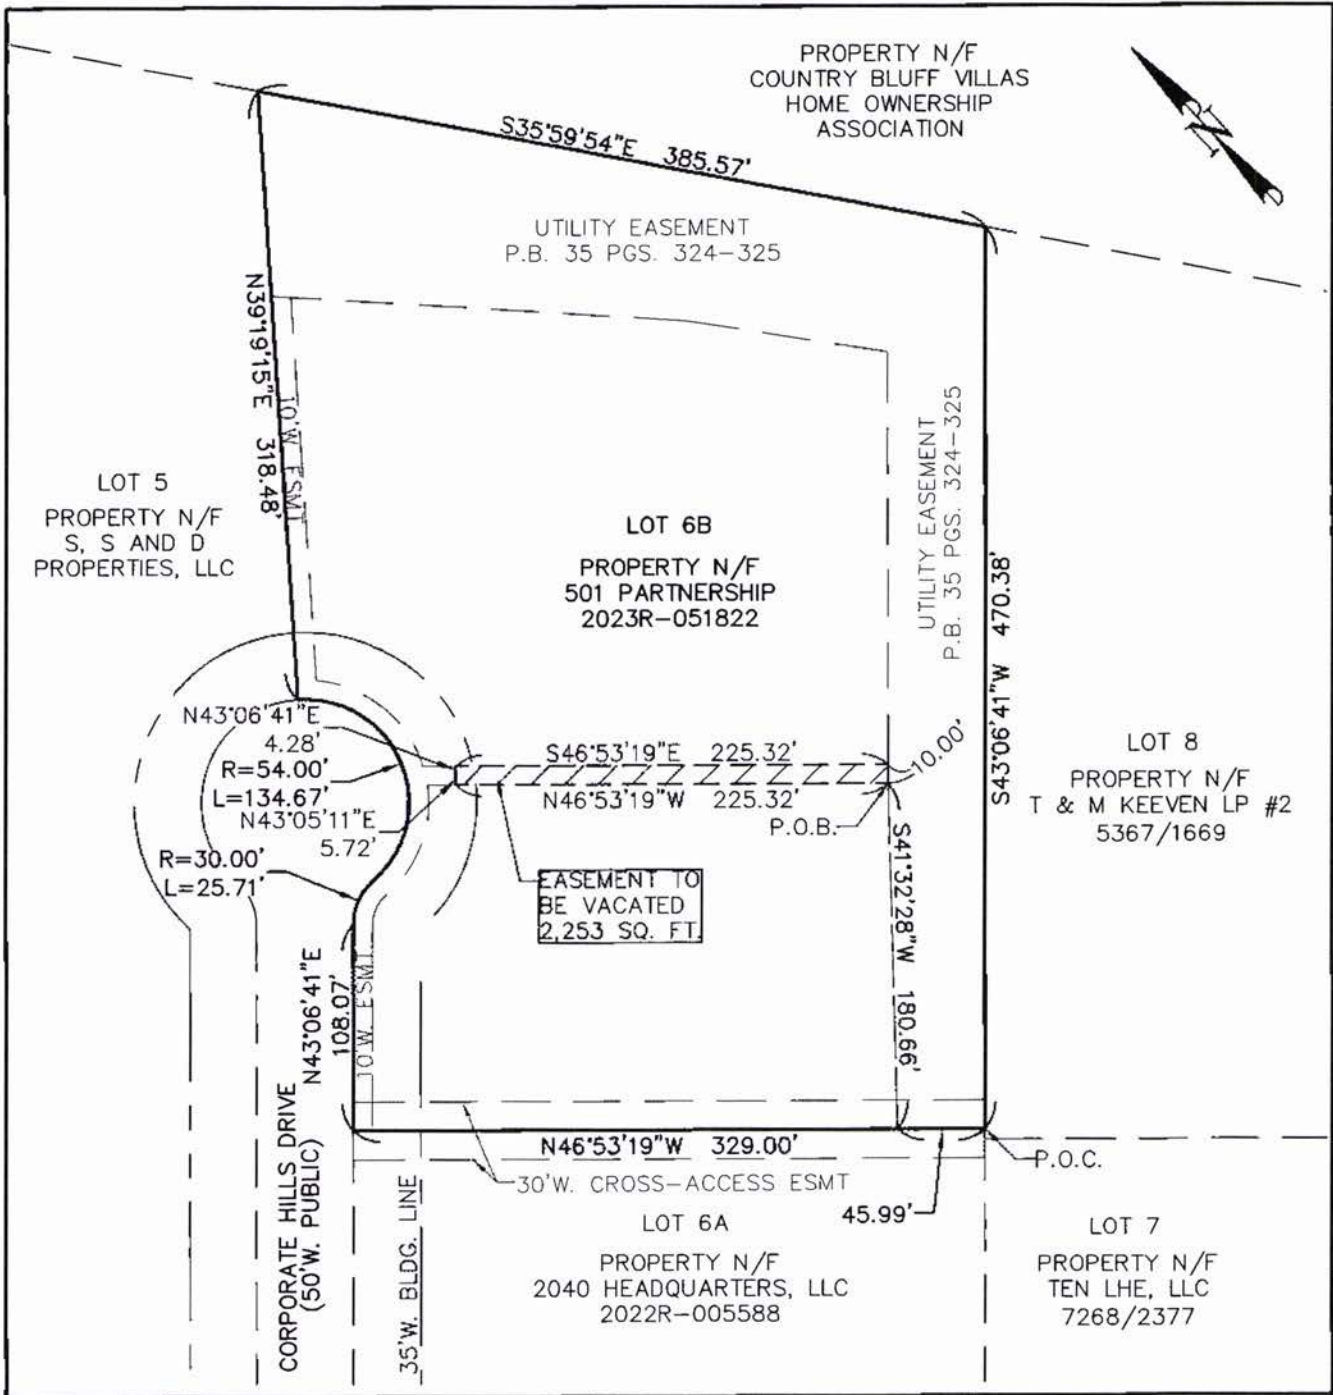 PROPERTY N/F
COUNTRY BLUFF VILLAS
HOME OWNERSHIP
ASSOCIATION
N
S35°59'54"E 385.57'
UTILITY EASEMENT
P.B. 35 PGS. 324-325
N39°19'15"E 318.48'
10'W. ESMT
LOT 5
PROPERTY N/F
S, S AND D
PROPERTIES, LLC
LOT 6B
PROPERTY N/F
501 PARTNERSHIP
2023R-051822
UTILITY EASEMENT
P.B. 35 PGS. 324-325
S43°06'41"W 470.38'
N43°06'41"E
4.28'
R=54.00'
L=134.67'
N43°05'11"E
5.72'
R=30.00'
L=25.71'
S46°53'19"E 225.32'
N46°53'19"W 225.32'
10.00'
P.O.B.
LOT 8
PROPERTY N/F
T & M KEEVEN LP #2
5367/1669
EASEMENT TO
BE VACATED
2,253 SQ. FT.
S41°32'28"W 180.66'
N43°06'41"E
108.07'
10'W. ESMT.
CORPORATE HILLS DRIVE
(50'W. PUBLIC)
35'W. BLDG. LINE
N46°53'19"W 329.00'
P.O.C.
30'W. CROSS-ACCESS ESMT
45.99'
LOT 6A
PROPERTY N/F
2040 HEADQUARTERS, LLC
2022R-005588
LOT 7
PROPERTY N/F
TEN LHE, LLC
7268/2377